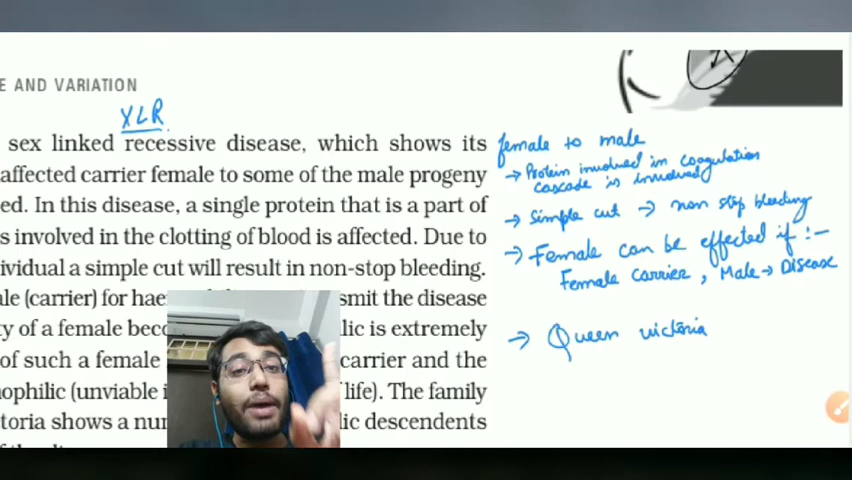 E AND VARIATION
XLR
sex linked recessive disease, which shows its
affected carrier female to some of the male progeny
ed. In this disease, a single protein that is a part of
s involved in the clotting of blood is affected. Due to
ividual a simple cut will result in non-stop bleeding.
le (carrier) for hae smit the disease
ty of a female beco lic is extremely
of such a female carrier and the
ophilic (unviable i life). The family
toria shows a num lic descendents
female to male
→ Protein involved in coagulation
cascade is involved
→ Simple cut → non stop bleeding
→ Female can be effected if :-
Female carrier, Male → Disease
→ Queen victoria